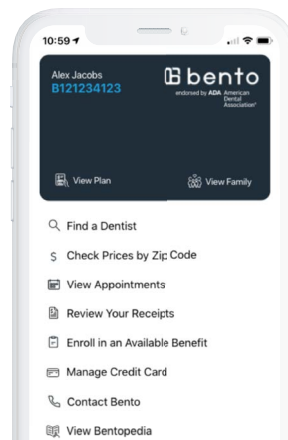 10:59
Alex Jacobs
B121234123
bento
endorsed by ADA American
Dental
Association®
View Plan
View Family
Find a Dentist
$ Check Prices by Zip Code
View Appointments
Review Your Receipts
Enroll in an Available Benefit
Manage Credit Card
Contact Bento
View Bentopedia